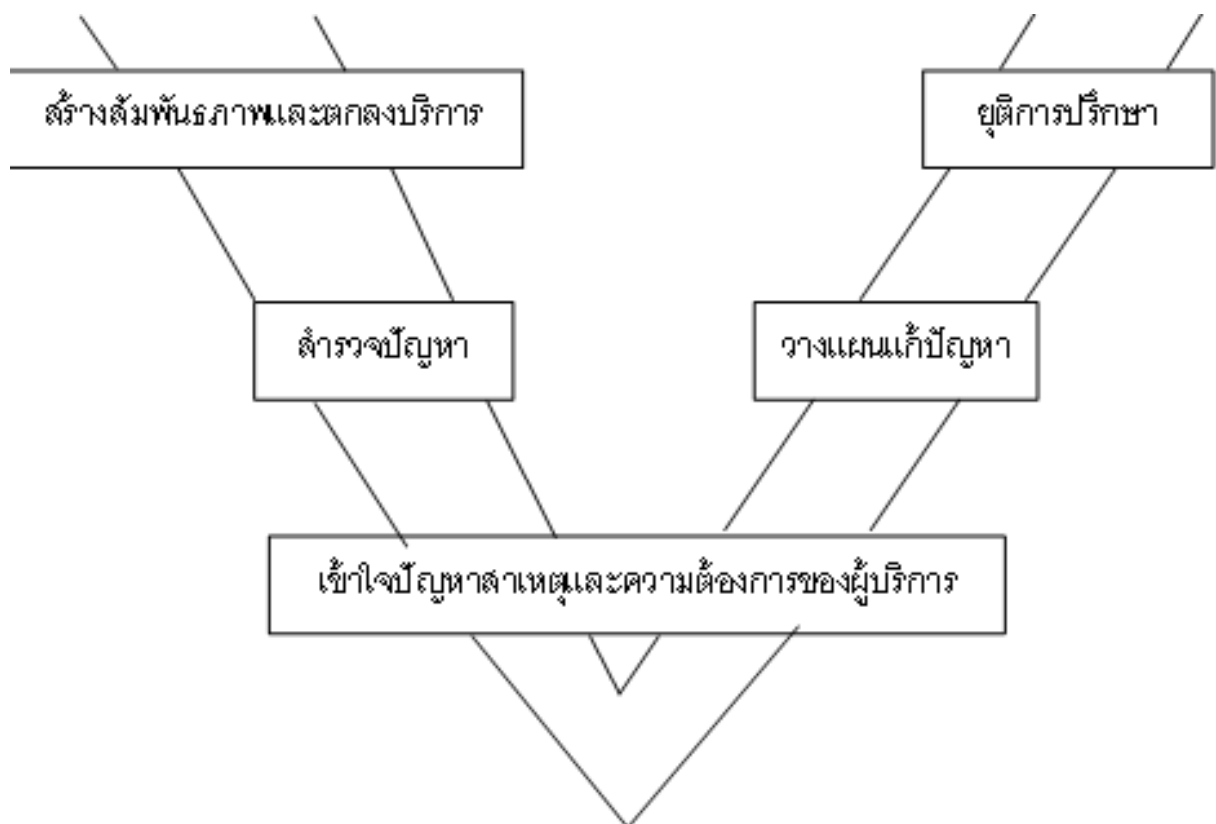 สร้างสัมพันธภาพและตกลงบริการ
ยุติการปรึกษา
สำรวจปัญหา
วางแผนแก้ปัญหา
เข้าใจปัญหาสาเหตุและความต้องการของผู้บริการ